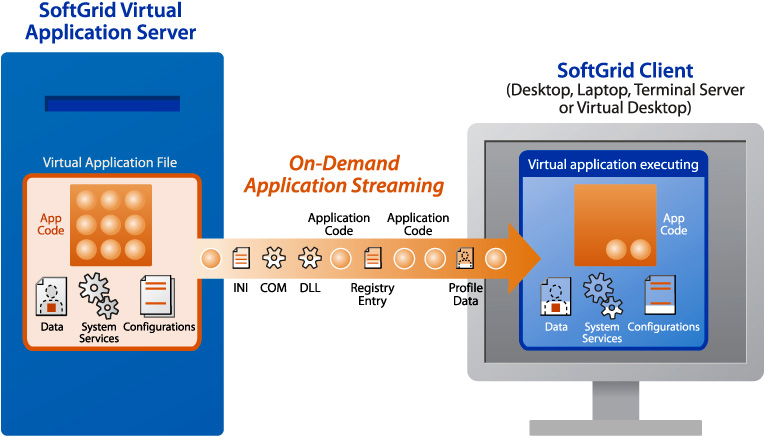 SoftGrid Virtual
Application Server
Virtual Application File
App
Code
Data
System
Services
Configurations
On-Demand
Application Streaming
Application
Code
Application
Code
INI
COM
DLL
Registry
Entry
Profile
Data
SoftGrid Client
(Desktop, Laptop, Terminal Server
or Virtual Desktop)
Virtual application executing
App
Code
Data
System
Services
Configurations